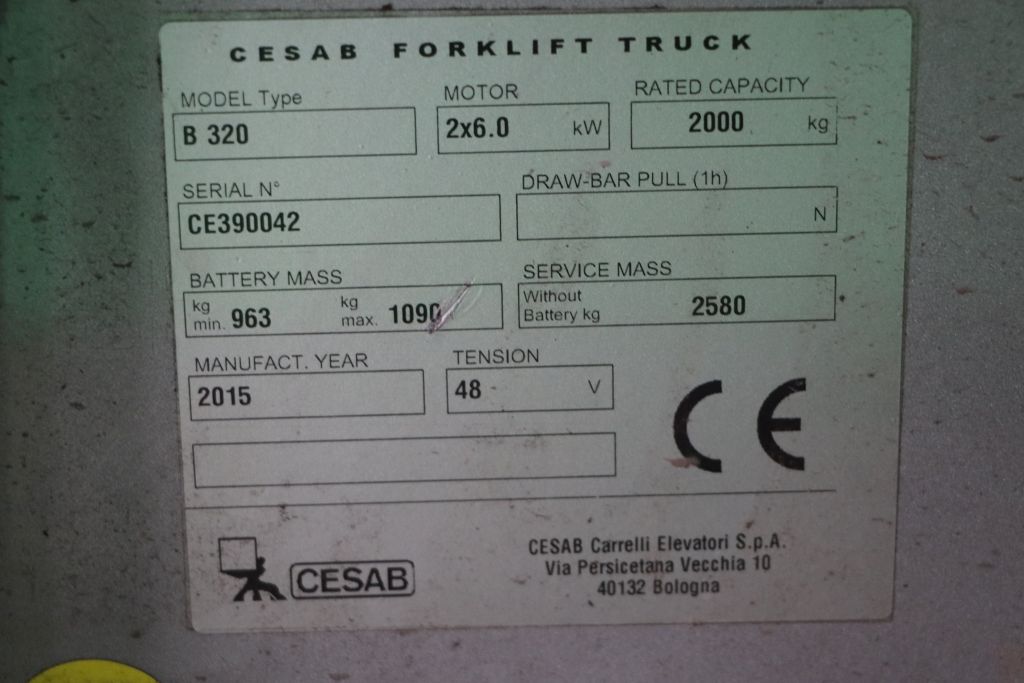 CESAB FORKLIFT TRUCK
MODEL Type MOTOR RATED CAPACITY
B 320 2x6.0 kW 2000 kg
SERIAL N° DRAW-BAR PULL (1h)
CE390042 N
BATTERY MASS SERVICE MASS
kg min. 963 kg max. 1090 Without Battery kg 2580
MANUFACT. YEAR TENSION
2015 48 V
CE
CESAB
CESAB Carrelli Elevatori S.p.A.
Via Persicetana Vecchia 10
40132 Bologna